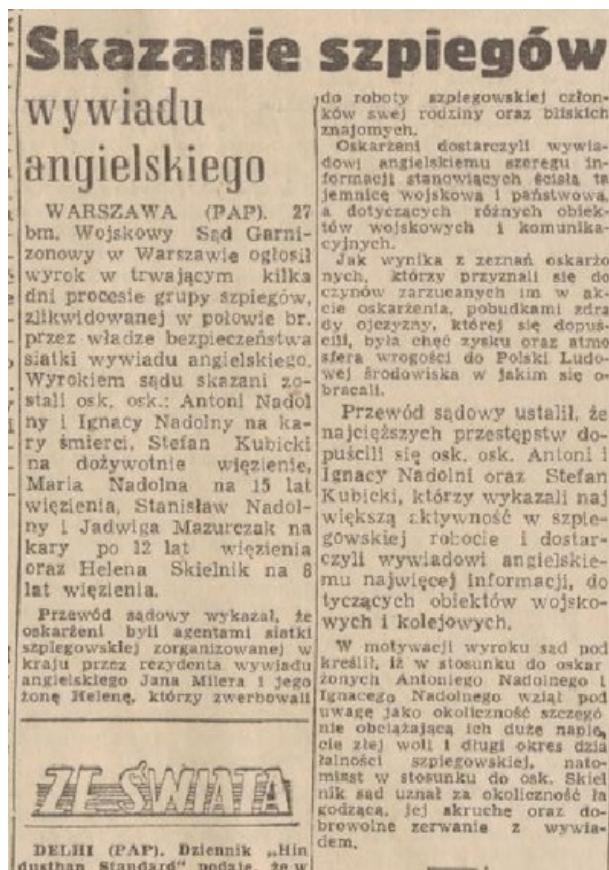 Skazanie szpiegów
wywiadu
angielskiego
WARSZAWA (PAP). 27
bm. Wojskowy Sąd Garni-
zonowy w Warszawie ogłosił
wyrok w trwającym kilka
dni procesie grupy szpiegów,
zlikwidowanej w połowie br.
przez władze bezpieczeństwa
siatki wywiadu angielskiego.
Wyrokiem sądu skazani zo-
stali osk. osk.: Antoni Nadol
ny i Ignacy Nadolny na ka-
ry śmierci, Stefan Kubicki
na dożywotnie więzienie,
Maria Nadolna na 15 lat
więzienia, Stanisław Nadol-
ny i Jadwiga Mazurczak na
kary po 12 lat więzienia
oraz Helena Skielnik na 8
lat więzienia.
Przewód sądowy wykazał, że
oskarżeni byli agentami siatki
szpiegowskiej zorganizowanej w
kraju przez rezydenta wywiadu
angielskiego Jana Milera i jego
żonę Helenę, którzy zwerbowali
do roboty szpiegowskiej człon-
ków swej rodziny oraz bliskich
znajomych.
Oskarżeni dostarczyli wywia-
dowi angielskiemu szeregu in-
formacji stanowiących ścisłą ta
jemnicę wojskową i państwową,
a dotyczących różnych obiek-
tów wojskowych i komunika-
cyjnych.
Jak wynika z zeznań oskarżo
nych, którzy przyznali się do
czynów zarzucanych im w ak-
cie oskarżenia, pobudkami zdra
dy ojczyzny, której się dopuś-
cili, była chęć zysku oraz atmo
sfera wrogości do Polski Ludo-
wej środowiska w jakim się o-
bracali.
Przewód sądowy ustalił, że
najcięższych przestępstw do-
puścili się osk. osk. Antoni i
Ignacy Nadolni oraz Stefan
Kubicki, którzy wykazali naj
większą aktywność w szpie-
gowskiej robocie i dostar-
czyli wywiadowi angielskie-
mu najwięcej informacji, do
tyczących obiektów wojsko-
wych i kolejowych.
W motywacji wyroku sąd pod
kreślił, iż w stosunku do oskar
żonych Antoniego Nadolnego i
Ignacego Nadolnego wziął pod
uwagę jako okoliczność szczegó
nie obciążającą ich duże napię
cie złej woli i długi okres dzia
łalności szpiegowskiej, nato-
miast w stosunku do osk. Skiel
nik sąd uznał za okoliczność ła
godzącą, jej skruchę oraz do-
browolne zerwanie z wywia-
dem.
ZE ŚWIATA
DELHI (PAP). Dziennik „Hin
dusthan Standard" podaje, że w